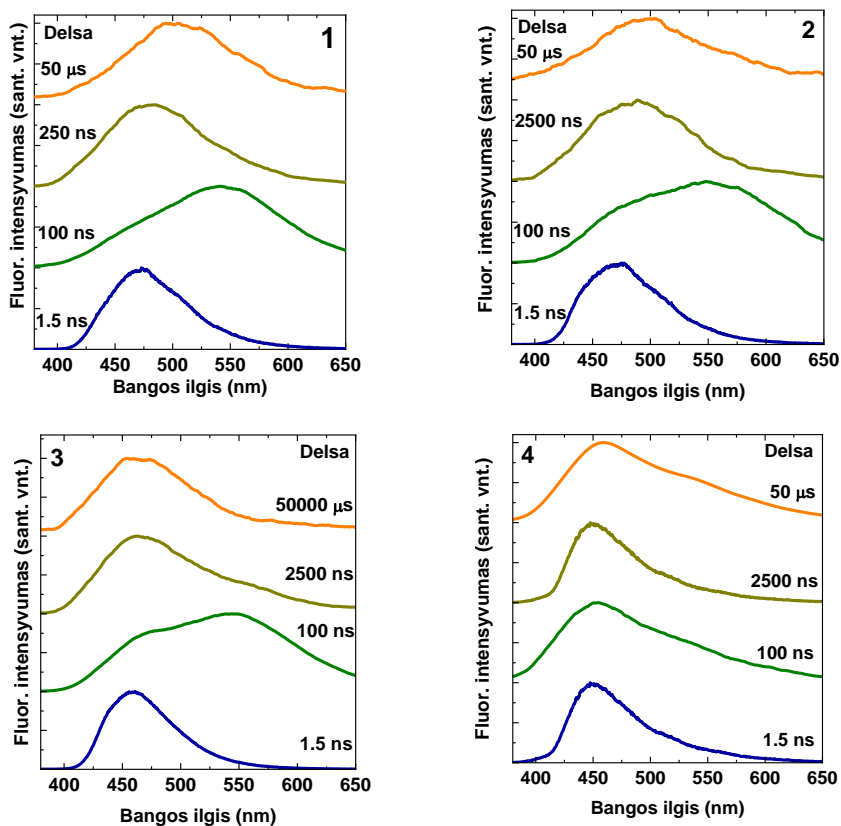 Fluor. intensyvumas (sant. vnt.)
Delsa
1
50 µs
250 ns
100 ns
1.5 ns
400 450 500 550 600 650
Bangos ilgis (nm)
Fluor. intensyvumas (sant. vnt.)
Delsa
2
50 µs
2500 ns
100 ns
1.5 ns
400 450 500 550 600 650
Bangos ilgis (nm)
Fluor. intensyvumas (sant. vnt.)
3
Delsa
50000 µs
2500 ns
100 ns
1.5 ns
400 450 500 550 600 650
Bangos ilgis (nm)
Fluor. intensyvumas (sant. vnt.)
4
Delsa
50 µs
2500 ns
100 ns
1.5 ns
400 450 500 550 600 650
Bangos ilgis (nm)